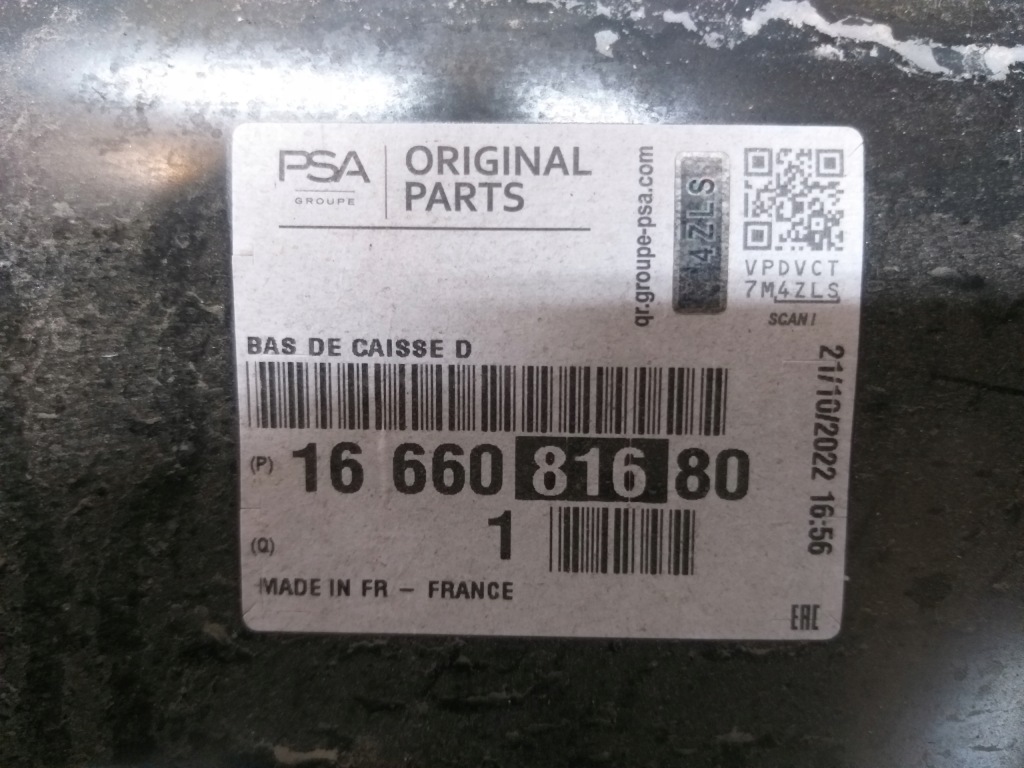 PSA
GROUPE
ORIGINAL
PARTS
qr.groupe-psa.com
4ZLS
VPDVCT
7M4ZLS
SCAN!
BAS DE CAISSE D
(P) 16 660 816 80
(Q) 1
MADE IN FR - FRANCE
21/10/2022 16:56
EAC